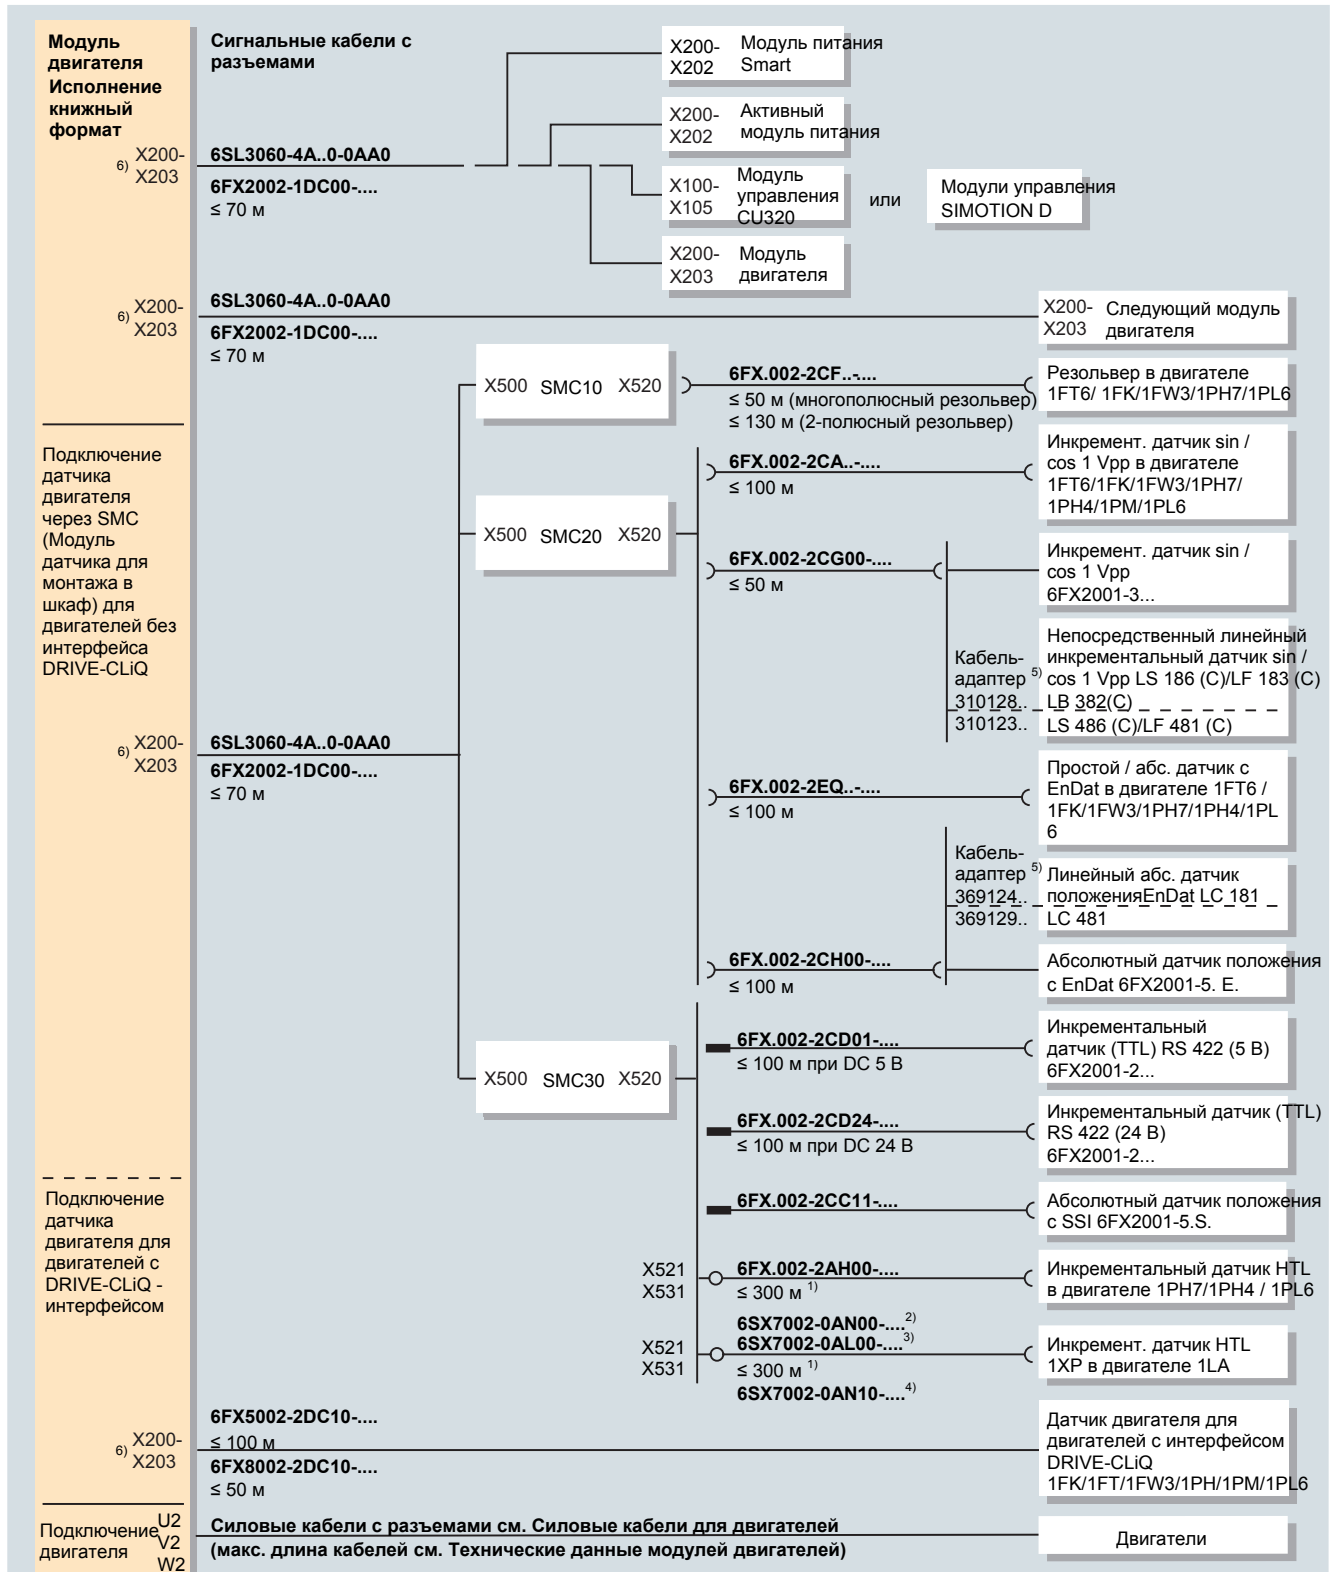 Модуль
двигателя
Исполнение
книжный
формат
Сигнальные кабели с
разъемами
6) X200-
X203
6SL3060-4A..0-0AA0
6FX2002-1DC00-....
≤ 70 м
X200-
X202
Модуль питания
Smart
X200-
X202
Активный
модуль питания
X100-
X105
Модуль
управления
CU320
или
Модули управления
SIMOTION D
X200-
X203
Модуль
двигателя
6) X200-
X203
6SL3060-4A..0-0AA0
6FX2002-1DC00-....
≤ 70 м
X200-
X203
Следующий модуль
двигателя
X500 SMC10 X520
6FX.002-2CF..-....
≤ 50 м (многополюсный резольвер)
≤ 130 м (2-полюсный резольвер)
Резольвер в двигателе
1FT6/ 1FK/1FW3/1PH7/1PL6
Подключение
датчика
двигателя
через SMC
(Модуль
датчика для
монтажа в
шкаф) для
двигателей без
интерфейса
DRIVE-CLiQ
6FX.002-2CA..-....
≤ 100 м
Инкремент. датчик sin /
cos 1 Vpp в двигателе
1FT6/1FK/1FW3/1PH7/
1PH4/1PM/1PL6
X500 SMC20 X520
6FX.002-2CG00-....
≤ 50 м
Инкремент. датчик sin /
cos 1 Vpp
6FX2001-3...
Кабель-
адаптер 5)
310128..
310123..
Непосредственный линейный
инкрементальный датчик sin /
cos 1 Vpp LS 186 (C)/LF 183 (C)
LB 382(C)
LS 486 (C)/LF 481 (C)
6) X200-
X203
6SL3060-4A..0-0AA0
6FX2002-1DC00-....
≤ 70 м
6FX.002-2EQ..-....
≤ 100 м
Простой / абс. датчик с
EnDat в двигателе 1FT6 /
1FK/1FW3/1PH7/1PH4/1PL
6
Кабель-
адаптер 5)
369124..
369129..
Линейный абс. датчик
положенияEnDat LC 181
LC 481
6FX.002-2CH00-....
≤ 100 м
Абсолютный датчик положения
с EnDat 6FX2001-5. E.
X500 SMC30 X520
6FX.002-2CD01-....
≤ 100 м при DC 5 В
Инкрементальный
датчик (TTL) RS 422 (5 В)
6FX2001-2...
6FX.002-2CD24-....
≤ 100 м при DC 24 В
Инкрементальный датчик (TTL)
RS 422 (24 В)
6FX2001-2...
Подключение
датчика
двигателя для
двигателей с
DRIVE-CLiQ -
интерфейсом
6FX.002-2CC11-....
Абсолютный датчик положения
с SSI 6FX2001-5.S.
X521
X531
6FX.002-2AH00-....
≤ 300 м 1)
Инкрементальный датчик HTL
в двигателе 1PH7/1PH4 / 1PL6
X521
X531
6SX7002-0AN00-....2)
6SX7002-0AL00-....3)
≤ 300 м 1)
6SX7002-0AN10-....4)
Инкремент. датчик HTL
1XP в двигателе 1LA
6) X200-
X203
6FX5002-2DC10-....
≤ 100 м
6FX8002-2DC10-....
≤ 50 м
Датчик двигателя для
двигателей с интерфейсом
DRIVE-CLiQ
1FK/1FT/1FW3/1PH/1PM/1PL6
Подключение
двигателя
U2
V2
W2
Силовые кабели с разъемами см. Силовые кабели для двигателей
(макс. длина кабелей см. Технические данные модулей двигателей)
Двигатели